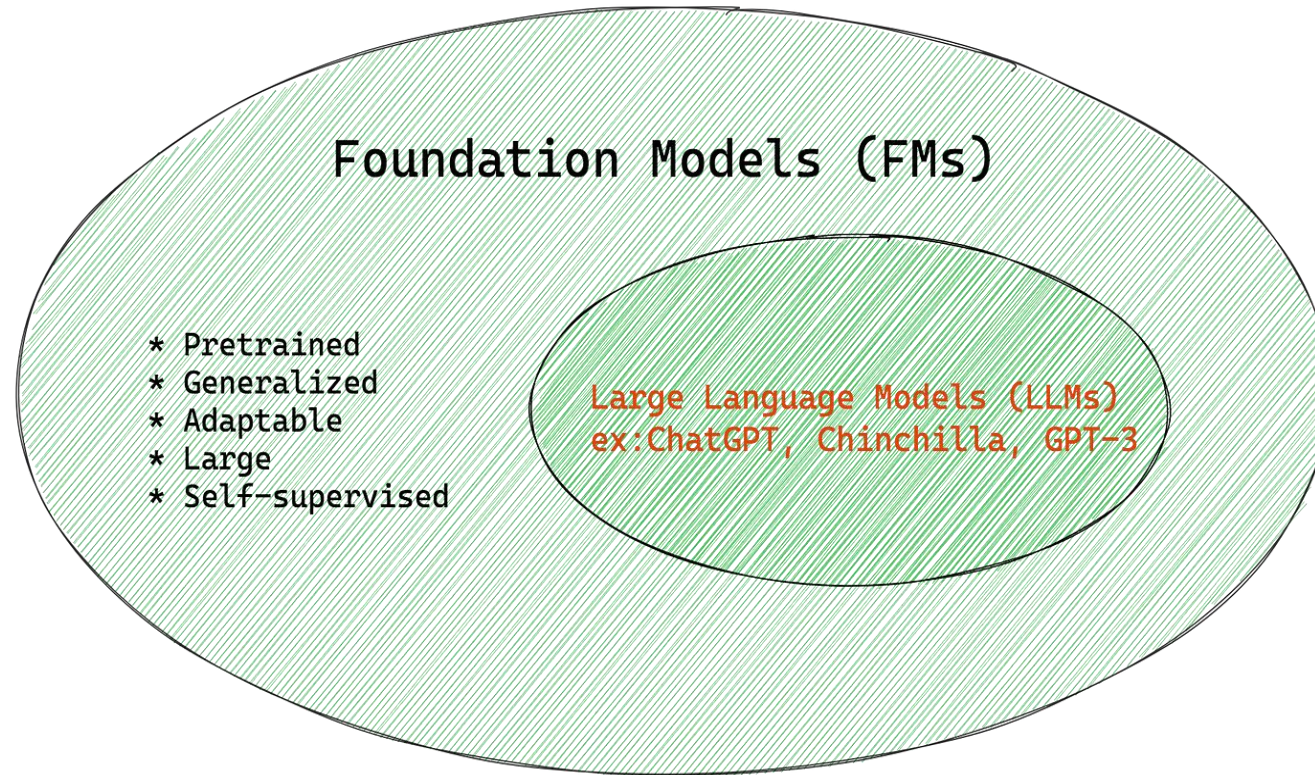 Foundation Models (FMs)
* Pretrained
* Generalized
* Adaptable
* Large
* Self-supervised
Large Language Models (LLMs)
ex:ChatGPT, Chinchilla, GPT-3